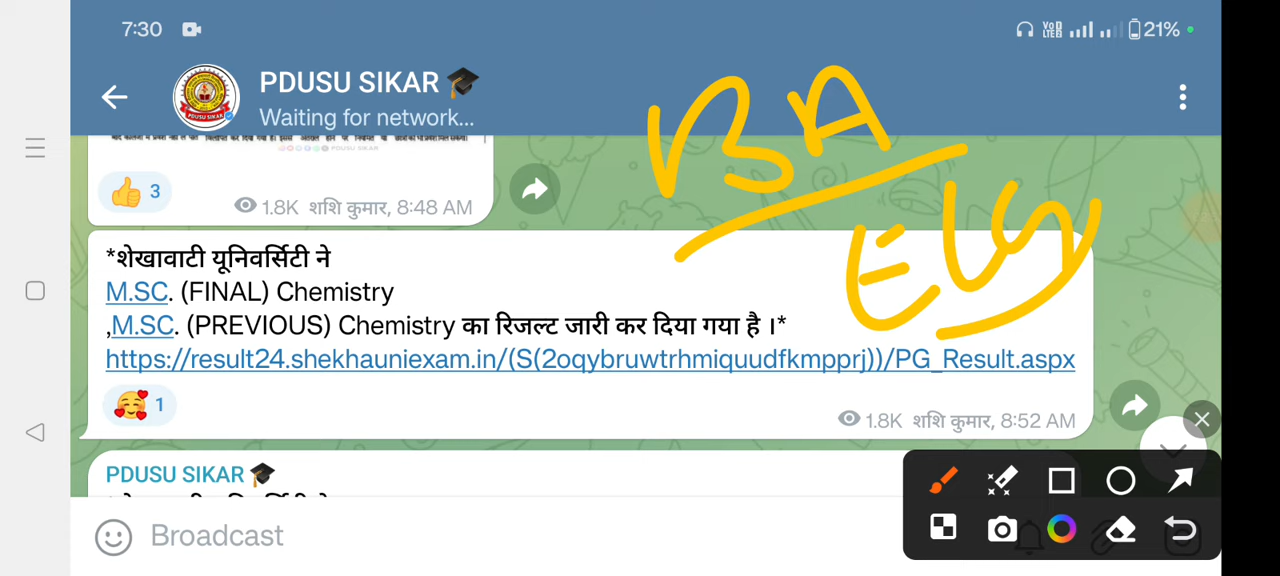 7:30
VoD LTE 21%
PDUSU SIKAR 🎓
Waiting for network...
👍 3
1.8K शशि कुमार, 8:48 AM
BA
*शेखावाटी यूनिवर्सिटी ने
M.SC. (FINAL) Chemistry
,M.SC. (PREVIOUS) Chemistry का रिजल्ट जारी कर दिया गया है ।*
https://result24.shekhauniexam.in/(S(2oqybruwtrhmiquudfkmpprj))/PG_Result.aspx
🥰 1
1.8K शशि कुमार, 8:52 AM
PDUSU SIKAR 🎓
Broadcast